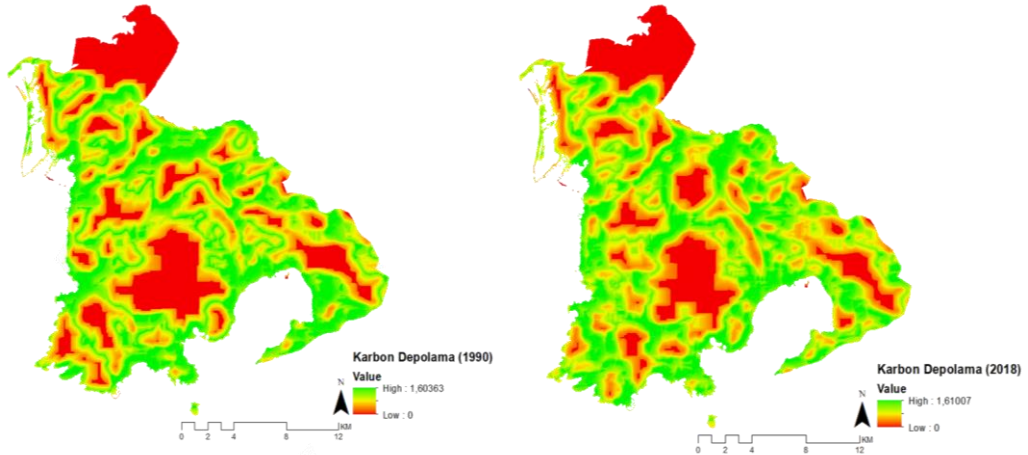 Karbon Depolama (1990)
Value
High : 1,60363
Low : 0
N
0 2 4 8 12
KM
Karbon Depolama (2018)
Value
High : 1,61007
Low : 0
N
0 2 4 8 12
KM